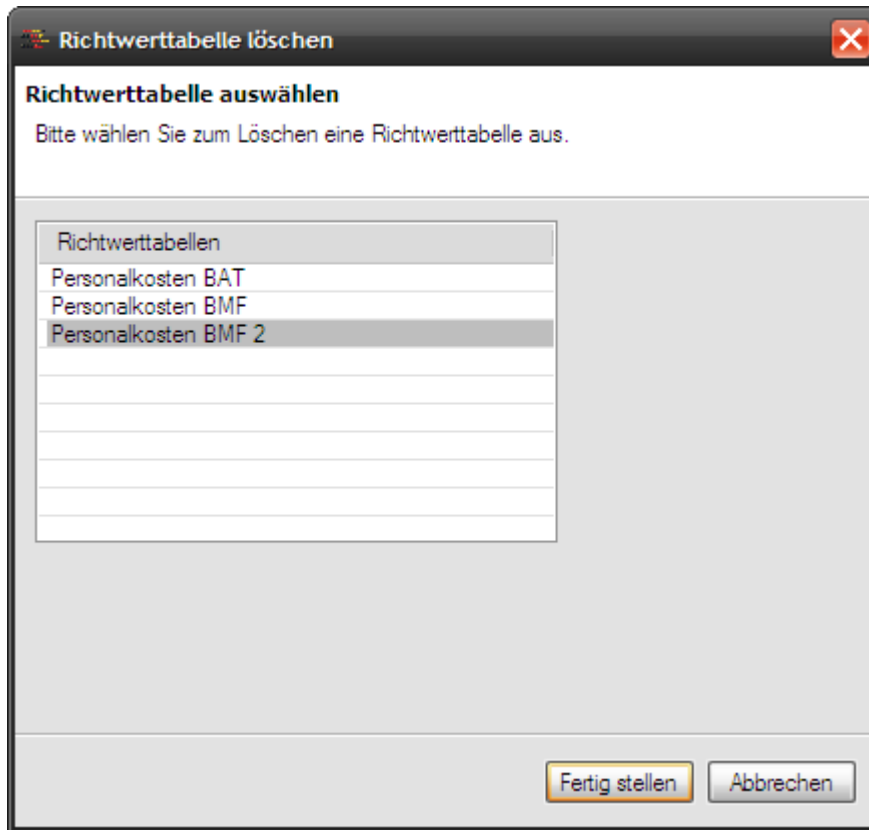 Richtwerttabelle löschen
Richtwerttabelle auswählen
Bitte wählen Sie zum Löschen eine Richtwerttabelle aus.
Richtwerttabellen
Personalkosten BAT
Personalkosten BMF
Personalkosten BMF 2
Fertig stellen
Abbrechen